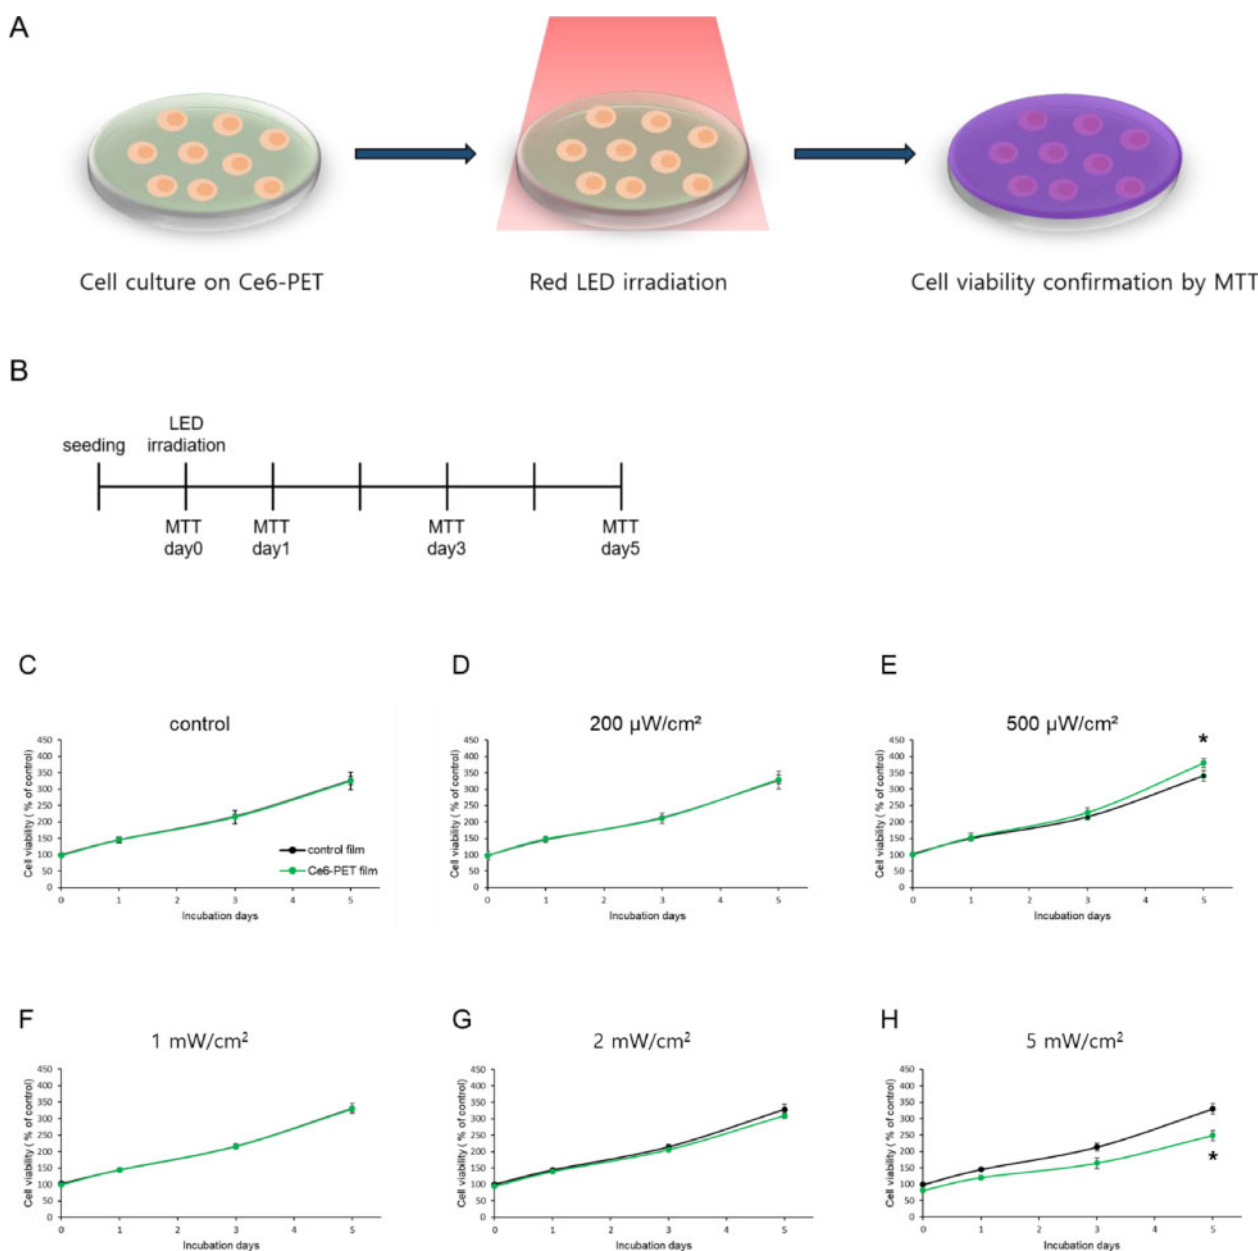 A
Cell culture on Ce6-PET
Red LED irradiation
Cell viability confirmation by MTT
B
seeding
LED
irradiation
MTT
day0
MTT
day1
MTT
day3
MTT
day5
C
control
Cell viability ( % of control)
450
400
350
300
250
200
150
100
50
0
control film
Ce6-PET film
0 1 2 3 4 5
Incubation days
D
200 µW/cm²
Cell viability ( % of control)
450
400
350
300
250
200
150
100
50
0
0 1 2 3 4 5
Incubation days
E
500 µW/cm²
*
Cell viability ( % of control)
450
400
350
300
250
200
150
100
50
0
0 1 2 3 4 5
Incubation days
F
1 mW/cm²
Cell viability ( % of control)
450
400
350
300
250
200
150
100
50
0
0 1 2 3 4 5
Incubation days
G
2 mW/cm²
Cell viability ( % of control)
450
400
350
300
250
200
150
100
50
0
0 1 2 3 4 5
Incubation days
H
5 mW/cm²
Cell viability ( % of control)
450
400
350
300
250
200
150
100
50
0
*
0 1 2 3 4 5
Incubation days